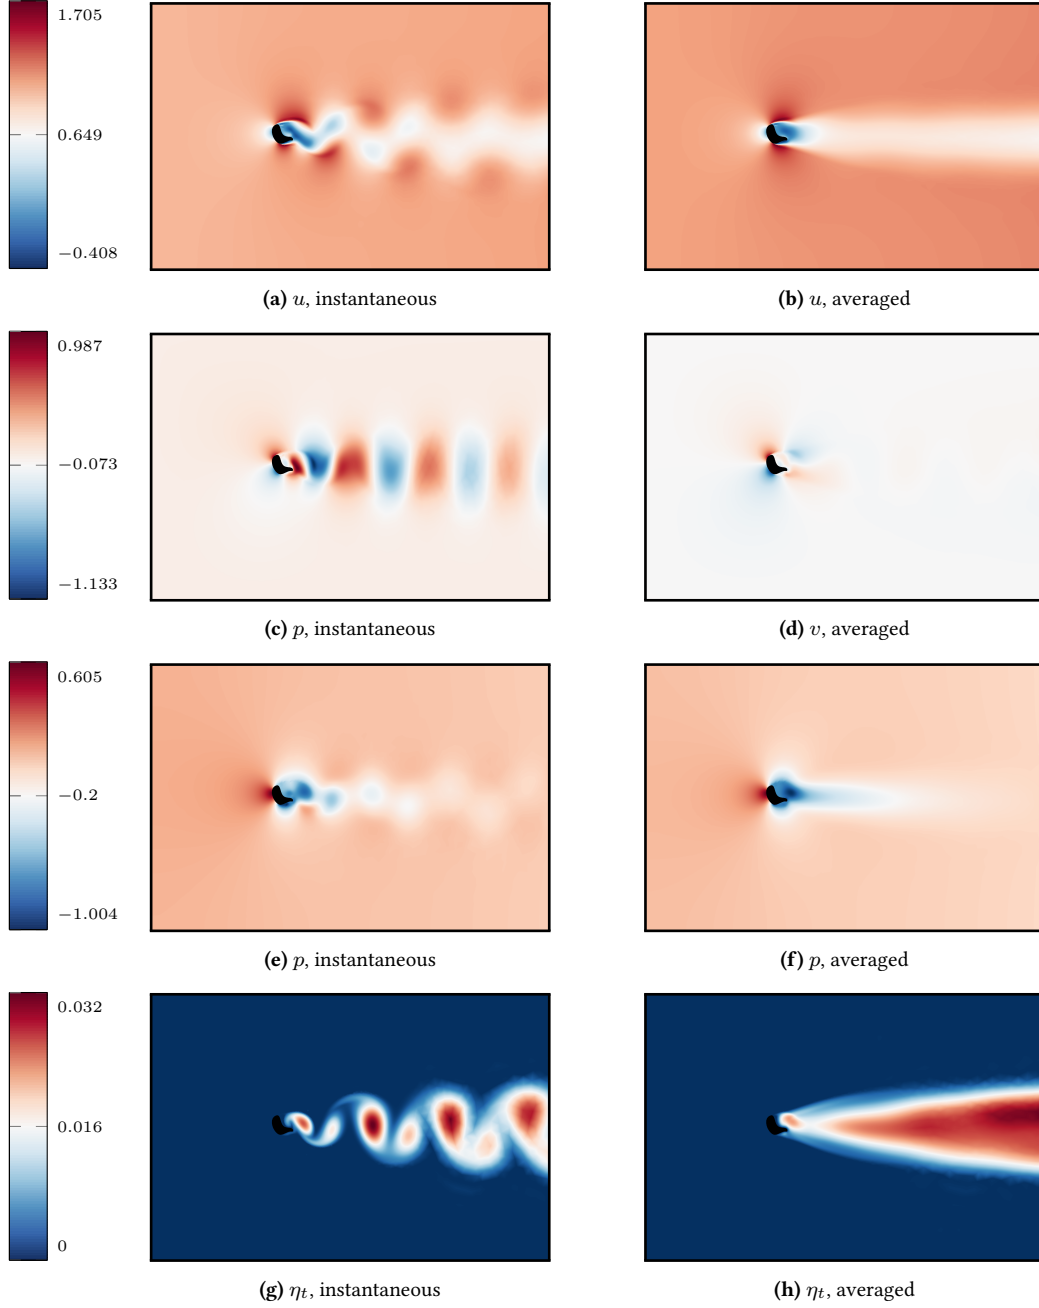 1.705
0.649
−0.408
(a) u, instantaneous
(b) u, averaged
0.987
−0.073
−1.133
(c) p, instantaneous
(d) v, averaged
0.605
−0.2
−1.004
(e) p, instantaneous
(f) p, averaged
0.032
0.016
0
(g) ηt, instantaneous
(h) ηt, averaged